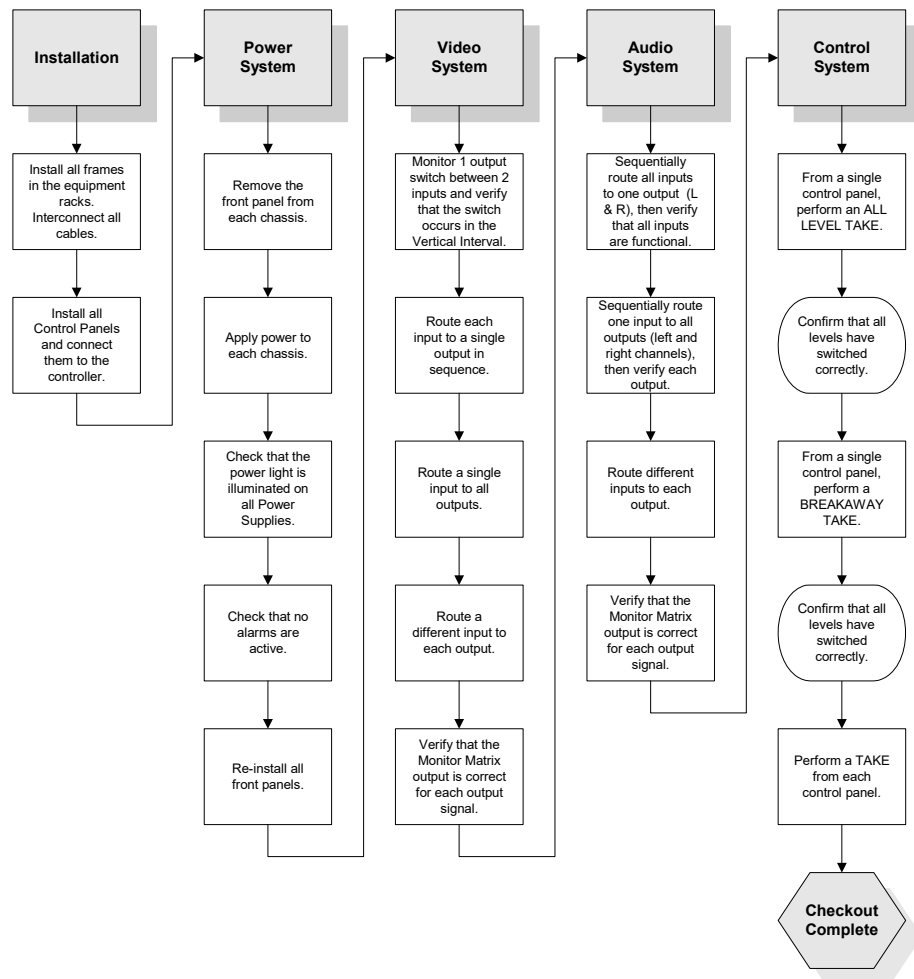 Installation
Install all frames
in the equipment
racks.
Interconnect all
cables.
Install all
Control Panels
and connect
them to the
controller.
Power
System
Remove the
front panel from
each chassis.
Apply power to
each chassis.
Check that the
power light is
illuminated on
all Power
Supplies.
Check that no
alarms are
active.
Re-install all
front panels.
Video
System
Monitor 1 output
switch between 2
inputs and verify
that the switch
occurs in the
Vertical Interval.
Route each
input to a single
output in
sequence.
Route a single
input to all
outputs.
Route a
different input to
each output.
Verify that the
Monitor Matrix
output is correct
for each output
signal.
Audio
System
Sequentially
route all inputs
to one output (L
& R), then verify
that all inputs
are functional.
Sequentially route
one input to all
outputs (left and
right channels),
then verify each
output.
Route different
inputs to each
output.
Verify that the
Monitor Matrix
output is correct
for each output
signal.
Control
System
From a single
control panel,
perform an ALL
LEVEL TAKE.
Confirm that all
levels have
switched
correctly.
From a single
control panel,
perform a
BREAKAWAY
TAKE.
Confirm that all
levels have
switched
correctly.
Perform a TAKE
from each
control panel.
Checkout
Complete